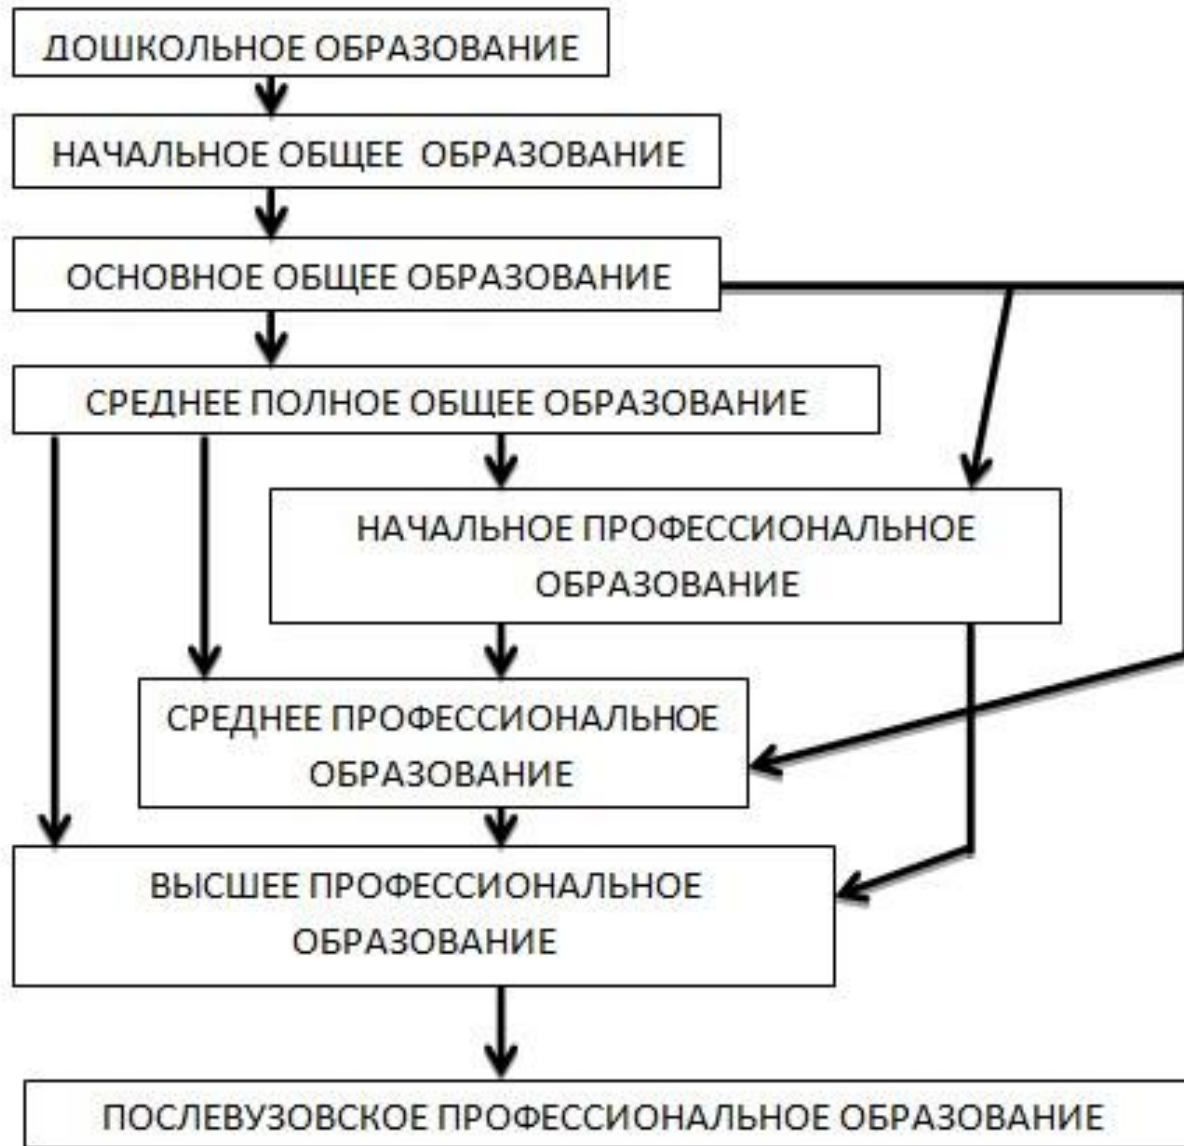 ДОШКОЛЬНОЕ ОБРАЗОВАНИЕ
НАЧАЛЬНОЕ ОБЩЕЕ ОБРАЗОВАНИЕ
ОСНОВНОЕ ОБЩЕЕ ОБРАЗОВАНИЕ
СРЕДНЕЕ ПОЛНОЕ ОБЩЕЕ ОБРАЗОВАНИЕ
НАЧАЛЬНОЕ ПРОФЕССИОНАЛЬНОЕ
ОБРАЗОВАНИЕ
СРЕДНЕЕ ПРОФЕССИОНАЛЬНОЕ
ОБРАЗОВАНИЕ
ВЫСШЕЕ ПРОФЕССИОНАЛЬНОЕ
ОБРАЗОВАНИЕ
ПОСЛЕВУЗОВСКОЕ ПРОФЕССИОНАЛЬНОЕ ОБРАЗОВАНИЕ